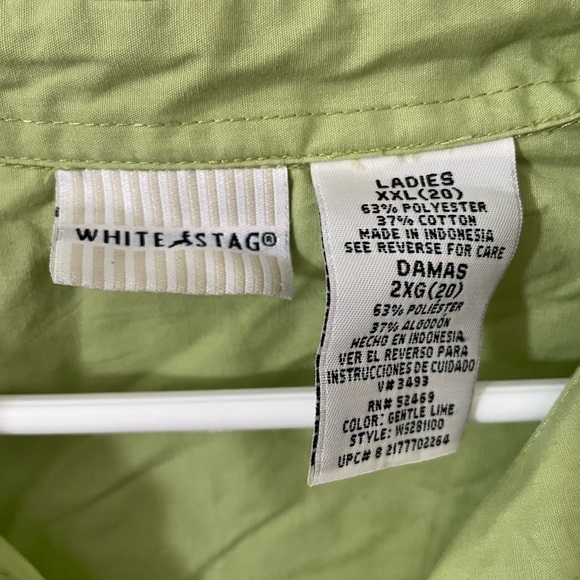 WHITE STAG®
LADIES
XXL(20)
63% POLYESTER
37% COTTON
MADE IN INDONESIA
SEE REVERSE FOR CARE
DAMAS
2XG(20)
63% POLIÉSTER
37% ALGODÓN
HECHO EN INDONESIA
VER EL REVERSO PARA
INSTRUCCIONES DE CUIDADO
V# 3493
RN# 52469
COLOR: GENTLE LIME
STYLE: WS281100
UPC# 8 2177702264